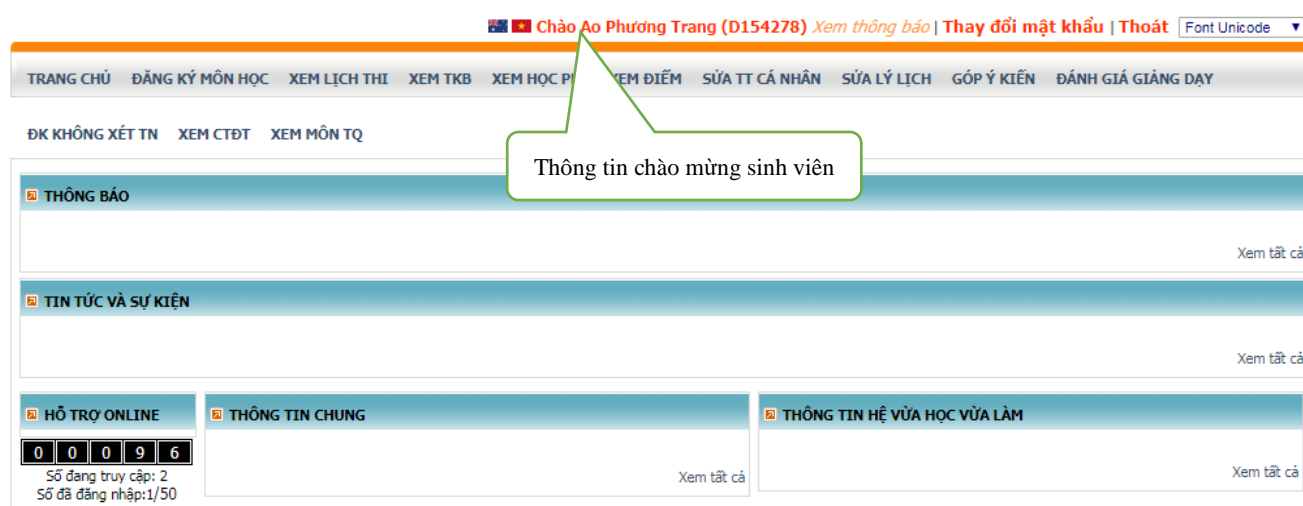 Chào Ao Phương Trang (D154278) Xem thông báo | Thay đổi mật khẩu | Thoát Font Unicode
TRANG CHỦ ĐĂNG KÝ MÔN HỌC XEM LỊCH THI XEM TKB XEM HỌC XEM ĐIỂM SỬA TT CÁ NHÂN SỬA LÝ LỊCH GÓP Ý KIẾN ĐÁNH GIÁ GIẢNG DẠY
ĐK KHÔNG XÉT TN XEM CTĐT XEM MÔN TQ
Thông tin chào mừng sinh viên
THÔNG BÁO
Xem tất cả
TIN TỨC VÀ SỰ KIỆN
Xem tất cả
HỖ TRỢ ONLINE THÔNG TIN CHUNG THÔNG TIN HỆ VỪA HỌC VỪA LÀM
0 0 0 9 6
Số đang truy cập: 2 Xem tất cả Xem tất cả
Số đã đăng nhập:1/50